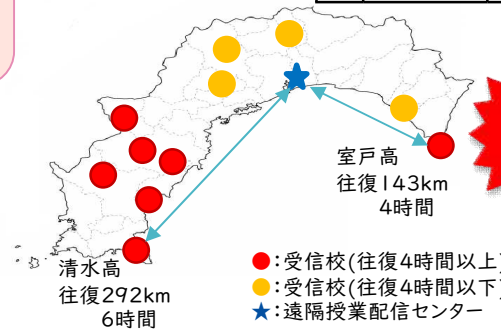 室戸高
往復143km
4時間
清水高
往復292km
6時間
●:受信校(往復4時間以上)
●:受信校(往復4時間以下)
★:遠隔授業配信センター